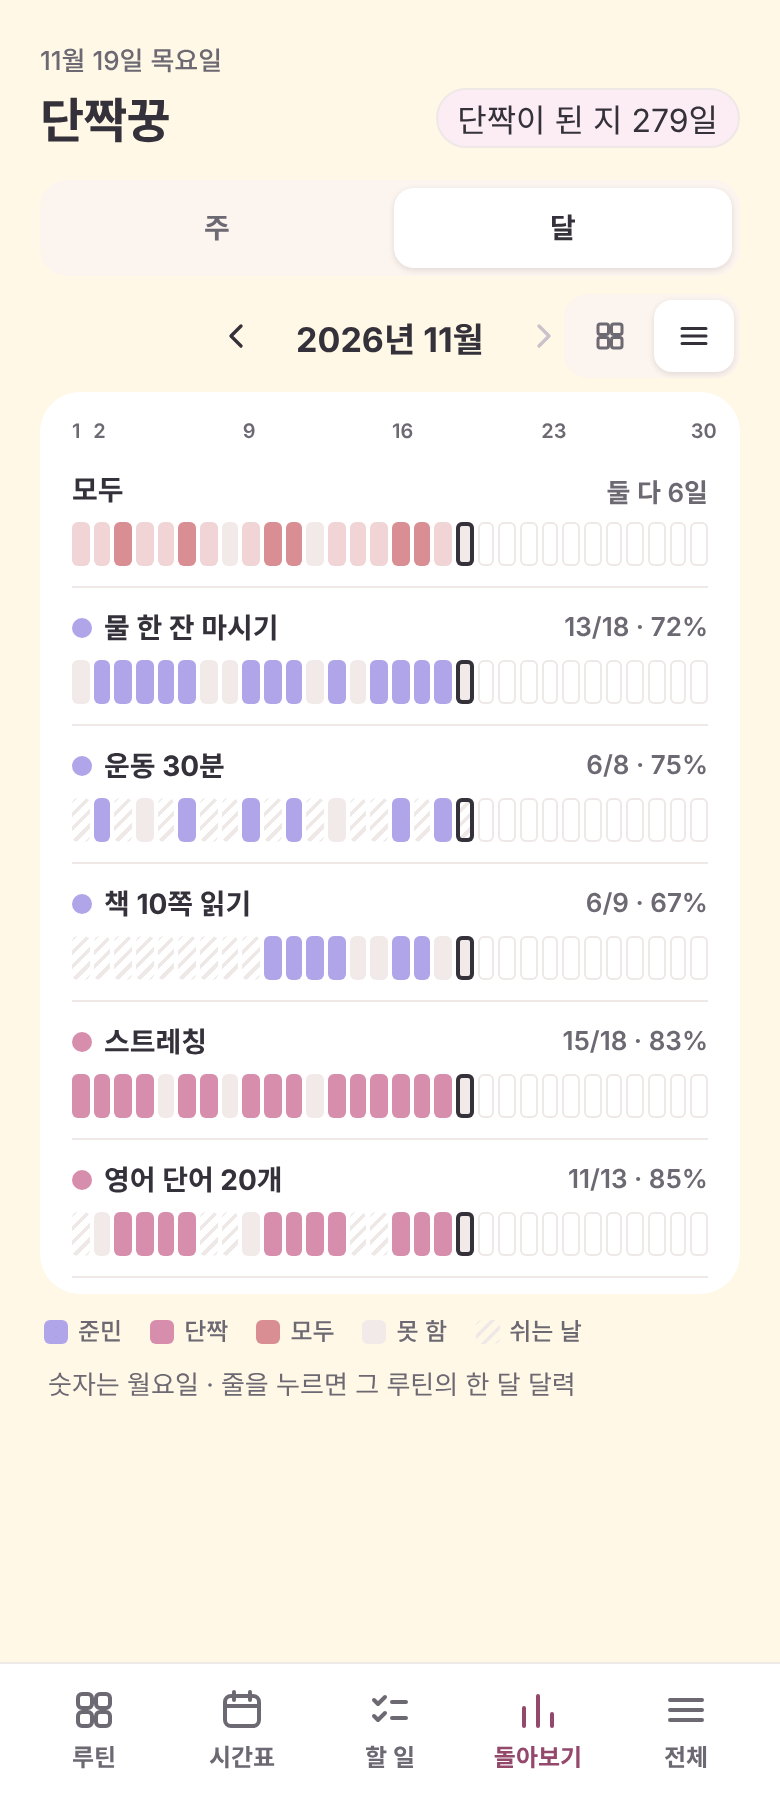 11월 19일 목요일
단짝꿍
단짝이 된 지 279일
주 달
2026년 11월
1 2 9 16 23 30
모두 둘 다 6일
물 한 잔 마시기 13/18 · 72%
운동 30분 6/8 · 75%
책 10쪽 읽기 6/9 · 67%
스트레칭 15/18 · 83%
영어 단어 20개 11/13 · 85%
준민 단짝 모두 못 함 쉬는 날
숫자는 월요일 · 줄을 누르면 그 루틴의 한 달 달력
루틴 시간표 할 일 돌아보기 전체